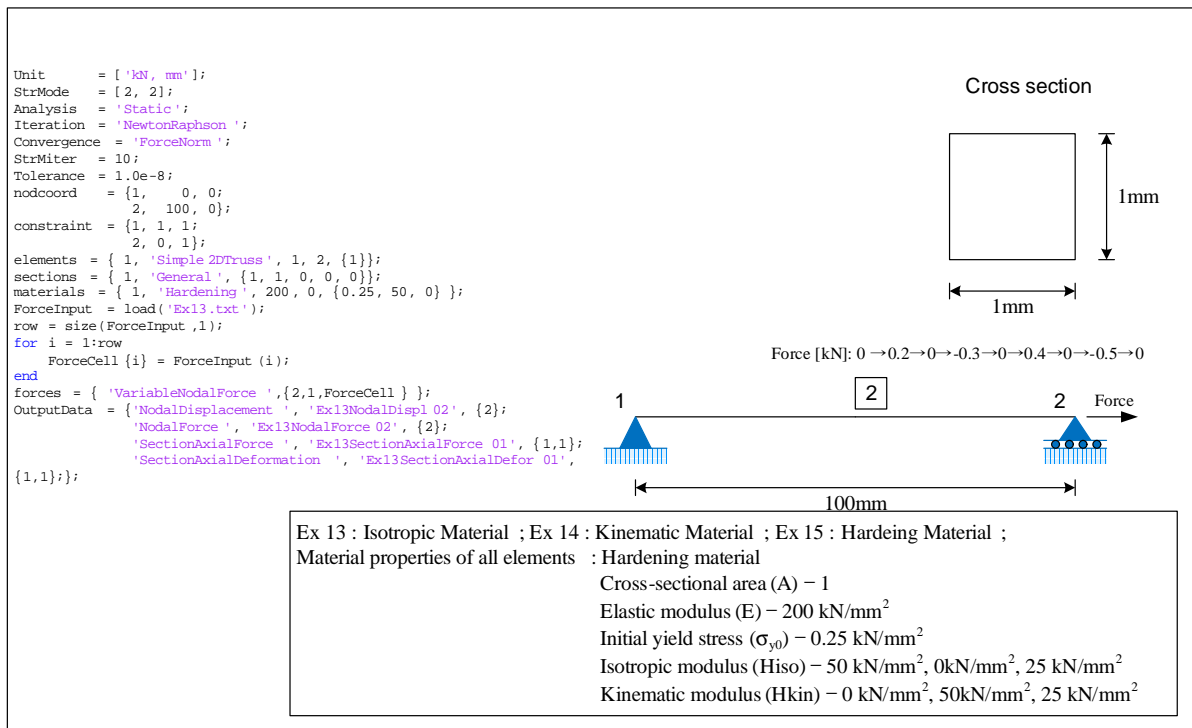 Unit = ['kN, mm'];
StrMode = [2, 2];
Analysis = 'Static';
Iteration = 'NewtonRaphson ';
Convergence = 'ForceNorm ';
StrMiter = 10;
Tolerance = 1.0e-8;
nodcoord = {1, 0, 0;
2, 100, 0};
constraint = {1, 1, 1;
2, 0, 1};
elements = { 1, 'Simple 2DTruss ', 1, 2, {1}};
sections = { 1, 'General ', {1, 1, 0, 0, 0}};
materials = { 1, 'Hardening ', 200, 0, {0.25, 50, 0} };
ForceInput = load('Ex13.txt');
row = size(ForceInput ,1);
for i = 1:row
ForceCell {i} = ForceInput (i);
end
forces = { 'VariableNodalForce ',{2,1,ForceCell } };
OutputData = {'NodalDisplacement ', 'Ex13NodalDispl 02', {2};
'NodalForce ', 'Ex13NodalForce 02', {2};
'SectionAxialForce ', 'Ex13SectionAxialForce 01', {1,1};
'SectionAxialDeformation ', 'Ex13SectionAxialDefor 01',
{1,1};};
Cross section
1mm
1mm
Force [kN]: 0 →0.2→0→-0.3→0→0.4→0→-0.5→0
1
2
2
Force
100mm
Ex 13 : Isotropic Material ; Ex 14 : Kinematic Material ; Ex 15 : Hardeing Material ;
Material properties of all elements : Hardening material
Cross-sectional area (A) – 1
Elastic modulus (E) – 200 kN/mm²
Initial yield stress (σy0) – 0.25 kN/mm²
Isotropic modulus (Hiso) – 50 kN/mm², 0kN/mm², 25 kN/mm²
Kinematic modulus (Hkin) – 0 kN/mm², 50kN/mm², 25 kN/mm²